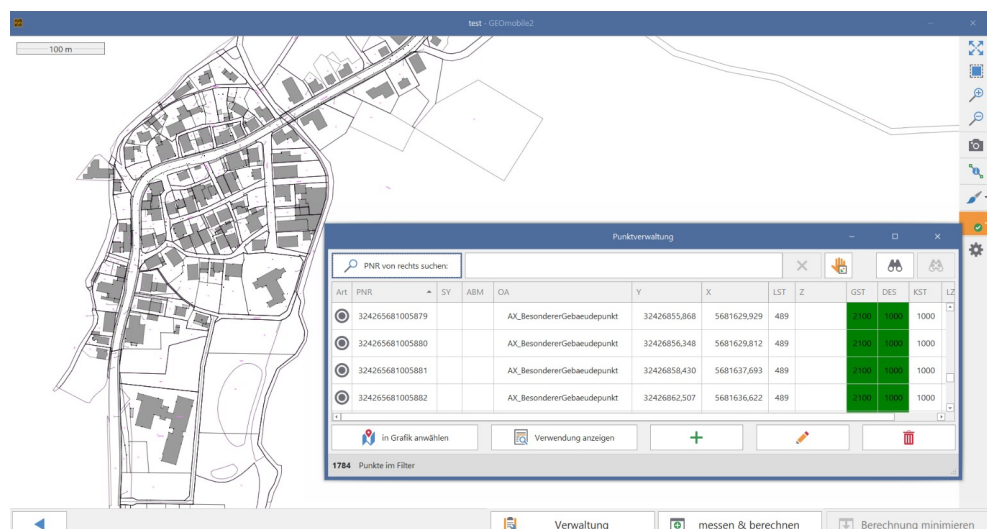 test - GEOmobile2
100 m
Punktverwaltung
PNR von rechts suchen:
Art PNR SY ABM OA Y X LST Z GST DES KST LZ
324265681005879 AX_BesondererGebaeudepunkt 32426855,868 5681629,929 489 2100 1000 1000
324265681005880 AX_BesondererGebaeudepunkt 32426856,348 5681629,812 489 2100 1000 1000
324265681005881 AX_BesondererGebaeudepunkt 32426858,430 5681637,693 489 2100 1000 1000
324265681005882 AX_BesondererGebaeudepunkt 32426862,507 5681636,622 489 2100 1000 1000
in Grafik anwählen Verwendung anzeigen
1784 Punkte im Filter
Verwaltung messen & berechnen Berechnung minimieren